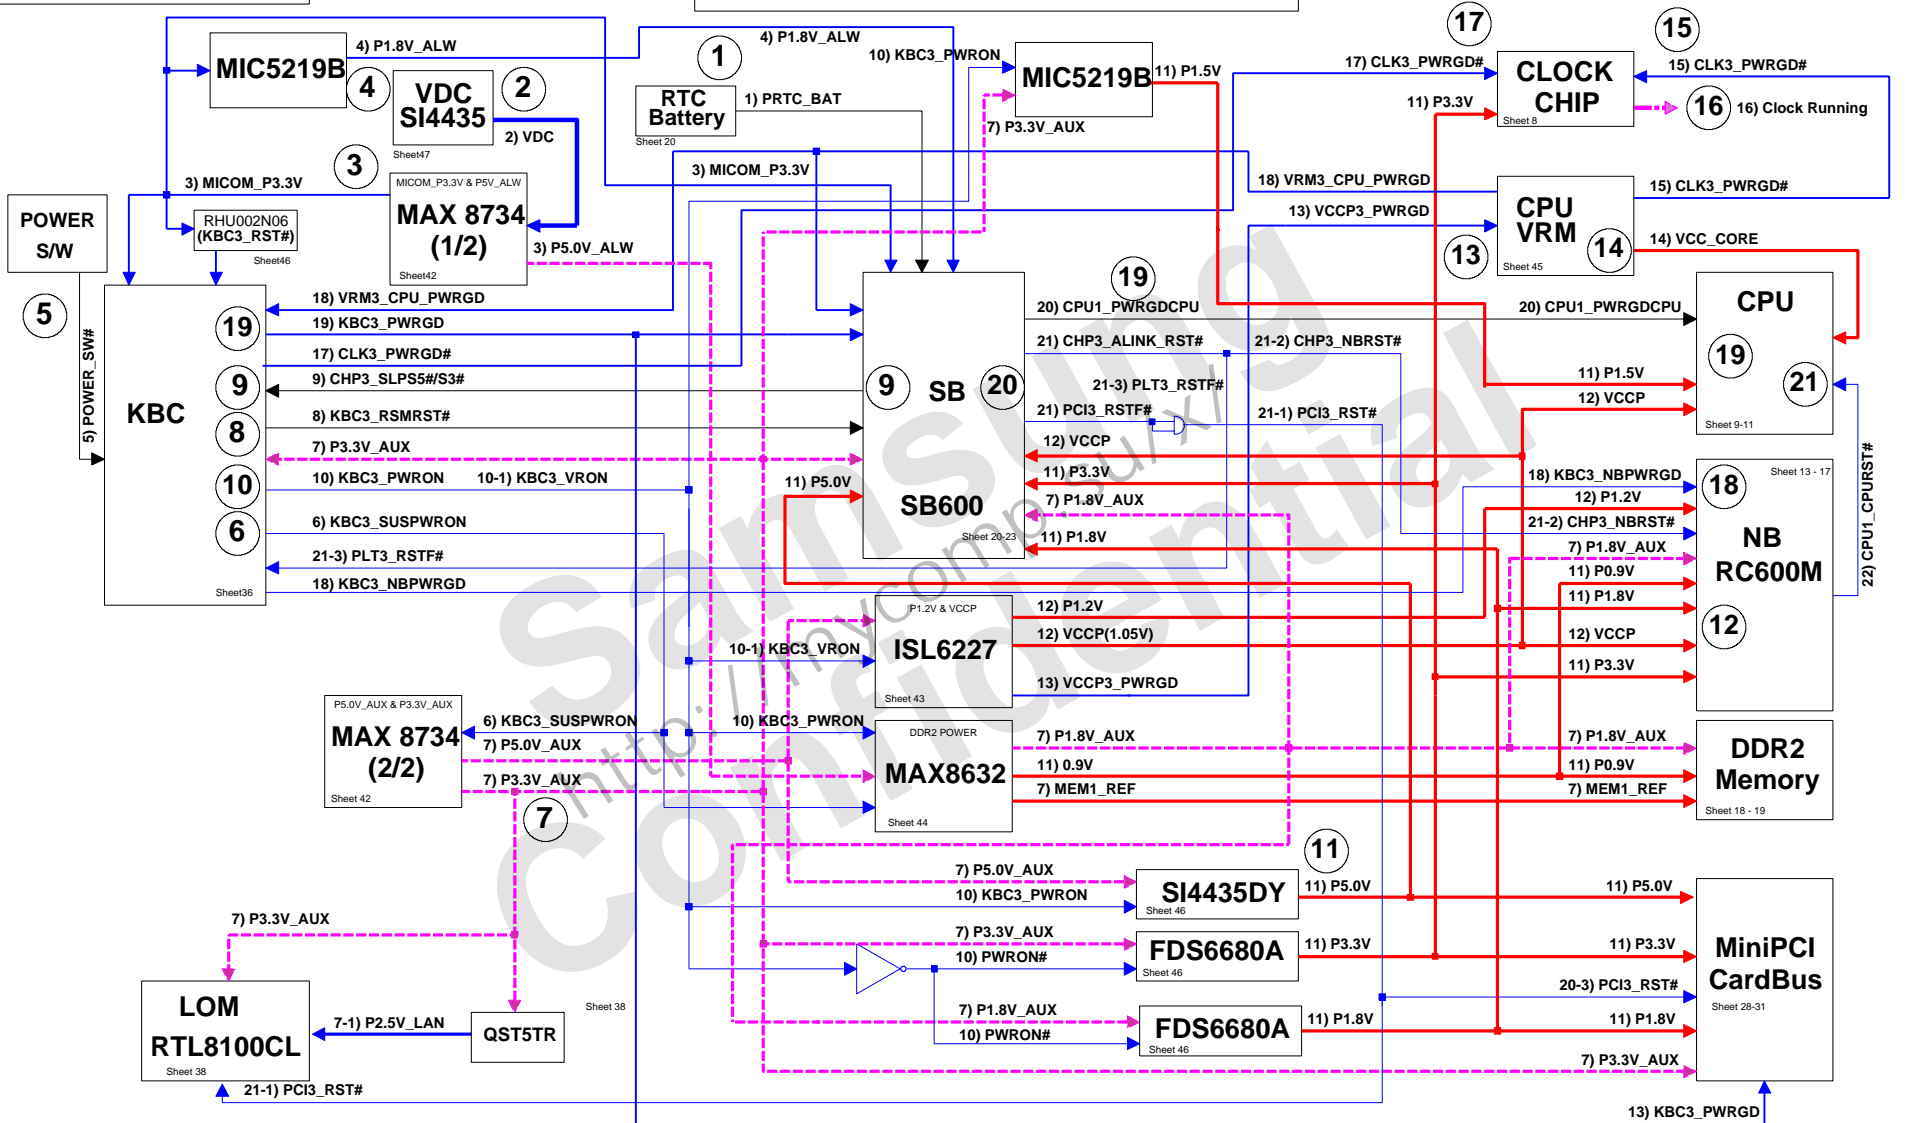 17
15
4) P1.8V_ALW
4) P1.8V_ALW
10) KBC3_PWRON
MIC5219B
4
VDC
SI4435
Sheet47
2
2) VDC
1
RTC
Battery
Sheet 20
1) PRTC_BAT
MIC5219B
11) P1.5V
7) P3.3V_AUX
17) CLK3_PWRGD#
11) P3.3V
CLOCK
CHIP
Sheet 8
15) CLK3_PWRGD#
16
16) Clock Running
3
3) MICOM_P3.3V
MICOM_P3.3V & P5V_ALW
MAX 8734
(1/2)
Sheet42
3) P5.0V_ALW
3) MICOM_P3.3V
18) VRM3_CPU_PWRGD
13) VCCP3_PWRGD
CPU
VRM
Sheet 45
13
14
15) CLK3_PWRGD#
14) VCC_CORE
POWER
S/W
RHU002N06
(KBC3_RST#)
Sheet46
5
5) POWER_SW#
KBC
Sheet36
19
9
8
10
6
18) VRM3_CPU_PWRGD
19) KBC3_PWRGD
17) CLK3_PWRGD#
9) CHP3_SLPS5#/S3#
8) KBC3_RSMRST#
7) P3.3V_AUX
10) KBC3_PWRON
10-1) KBC3_VRON
6) KBC3_SUSPWRON
21-3) PLT3_RSTF#
18) KBC3_NBPWRGD
11) P5.0V
9
SB
20
SB600
Sheet 20-23
19
20) CPU1_PWRGDCPU
20) CPU1_PWRGDCPU
21) CHP3_ALINK_RST#
21-2) CHP3_NBRST#
21-3) PLT3_RSTF#
21) PCI3_RSTF#
21-1) PCI3_RST#
12) VCCP
11) P3.3V
7) P1.8V_AUX
11) P1.8V
CPU
19
21
Sheet 9-11
11) P1.5V
12) VCCP
22) CPU1_CPURST#
18) KBC3_NBPWRGD
12) P1.2V
21-2) CHP3_NBRST#
7) P1.8V_AUX
11) P0.9V
11) P1.8V
12) VCCP
11) P3.3V
Sheet 13 - 17
18
NB
RC600M
12
P1.2V & VCCP
ISL6227
Sheet 43
10-1) KBC3_VRON
12) P1.2V
12) VCCP(1.05V)
13) VCCP3_PWRGD
P5.0V_AUX & P3.3V_AUX
MAX 8734
(2/2)
Sheet 42
6) KBC3_SUSPWRON
7) P5.0V_AUX
7) P3.3V_AUX
7
10) KBC3_PWRON
DDR2 POWER
MAX8632
Sheet 44
7) P1.8V_AUX
11) 0.9V
7) MEM1_REF
7) P1.8V_AUX
11) P0.9V
7) MEM1_REF
DDR2
Memory
Sheet 18 - 19
11
7) P5.0V_AUX
10) KBC3_PWRON
SI4435DY
Sheet 46
11) P5.0V
11) P5.0V
7) P3.3V_AUX
10) PWRON#
FDS6680A
Sheet 46
11) P3.3V
11) P3.3V
7) P1.8V_AUX
10) PWRON#
FDS6680A
Sheet 46
11) P1.8V
20-3) PCI3_RST#
11) P1.8V
7) P3.3V_AUX
MiniPCI
CardBus
Sheet 28-31
13) KBC3_PWRGD
7) P3.3V_AUX
LOM
RTL8100CL
Sheet 38
7-1) P2.5V_LAN
QST5TR
Sheet 38
21-1) PCI3_RST#
Samsung
Confidential
http://mycomp.su/x/